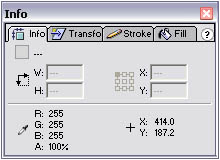 Info
Info Transfo Stroke Fill ?
---
W: --- X: ---
H: --- Y: ---
R: 255
G: 255 X: 414.0
B: 255 Y: 187.2
A: 100%